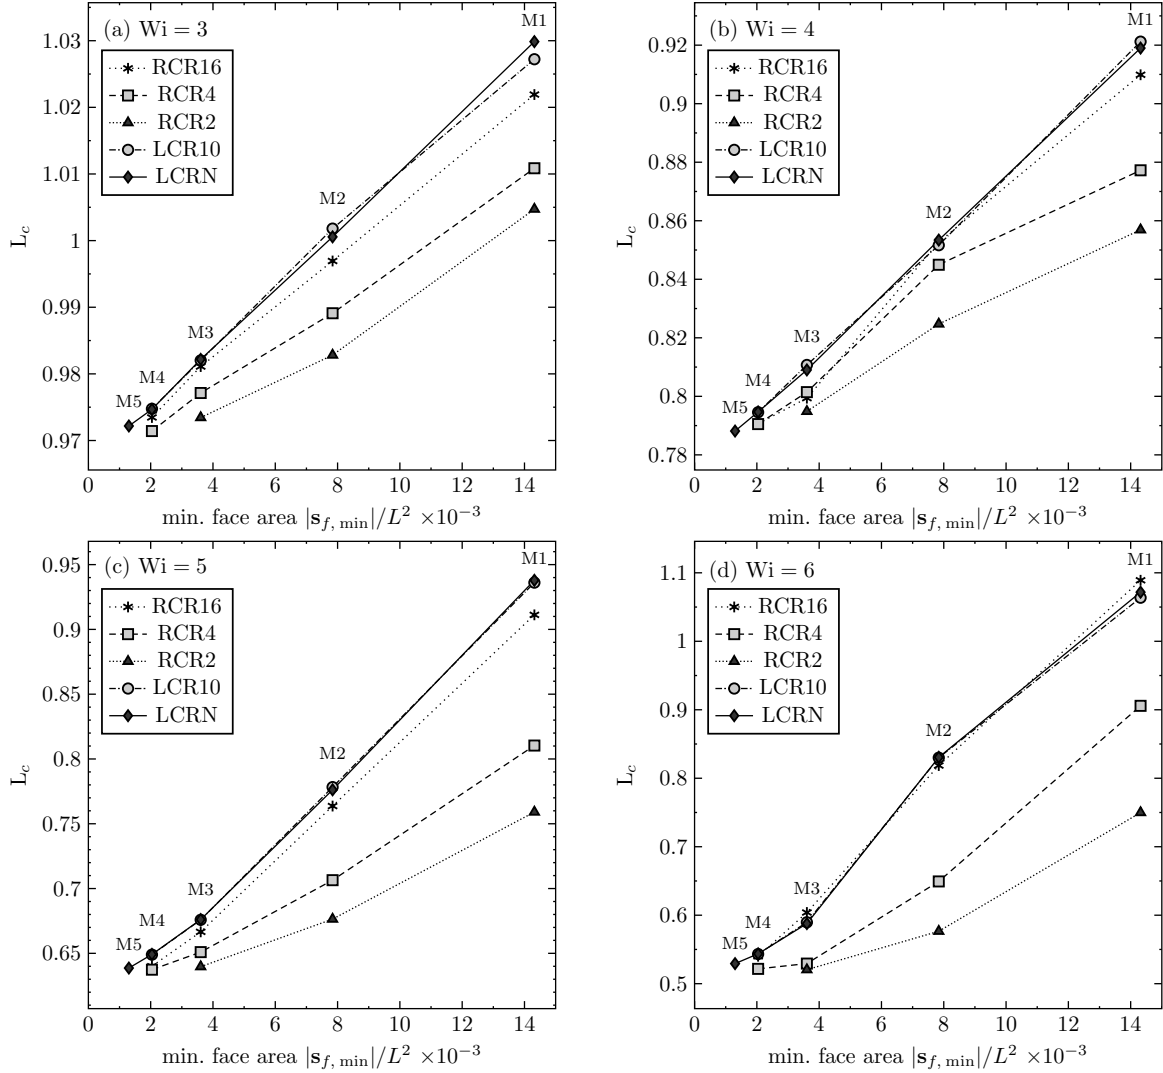 (a) Wi = 3
RCR16
RCR4
RCR2
LCR10
LCRN
M1
M2
M3
M4
M5
1.03
1.02
1.01
1
0.99
0.98
0.97
L_c
0 2 4 6 8 10 12 14
min. face area |s_{f, min}|/L² ×10⁻³
(b) Wi = 4
RCR16
RCR4
RCR2
LCR10
LCRN
M1
M2
M3
M4
M5
0.92
0.9
0.88
0.86
0.84
0.82
0.8
0.78
L_c
0 2 4 6 8 10 12 14
min. face area |s_{f, min}|/L² ×10⁻³
(c) Wi = 5
RCR16
RCR4
RCR2
LCR10
LCRN
M1
M2
M3
M4
M5
0.95
0.9
0.85
0.8
0.75
0.7
0.65
L_c
0 2 4 6 8 10 12 14
min. face area |s_{f, min}|/L² ×10⁻³
(d) Wi = 6
RCR16
RCR4
RCR2
LCR10
LCRN
M1
M2
M3
M4
M5
1.1
1
0.9
0.8
0.7
0.6
0.5
L_c
0 2 4 6 8 10 12 14
min. face area |s_{f, min}|/L² ×10⁻³